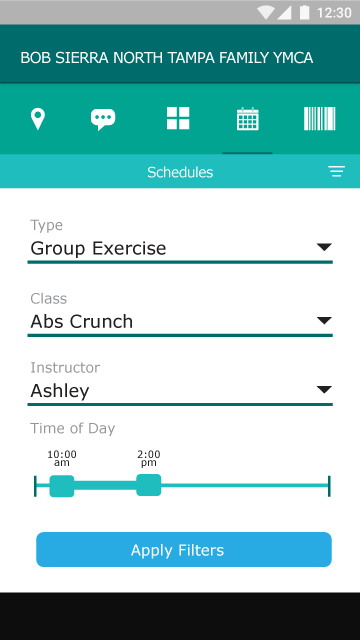 12:30
BOB SIERRA NORTH TAMPA FAMILY YMCA
Schedules
Type
Group Exercise
Class
Abs Crunch
Instructor
Ashley
Time of Day
10:00 2:00
am pm
Apply Filters